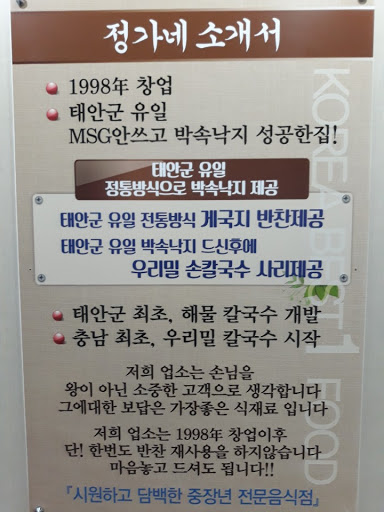 정가네 소개서
1998年 창업
태안군 유일
MSG안쓰고 박속낙지 성공한집!
태안군 유일
정통방식으로 박속낙지 제공
태안군 유일 전통방식 게국지 반찬제공
태안군 유일 박속낙지 드신후에
우리밀 손칼국수 사리제공
태안군 최초, 해물 칼국수 개발
충남 최초, 우리밀 칼국수 시작
저희 업소는 손님을
왕이 아닌 소중한 고객으로 생각합니다
그에대한 보답은 가장좋은 식재료 입니다
저희 업소는 1998年 창업이후
단! 한번도 반찬 재사용을 하지않습니다
마음놓고 드셔도 됩니다!!
『시원하고 담백한 중장년 전문음식점』
KOREA BEST 1 FOOD